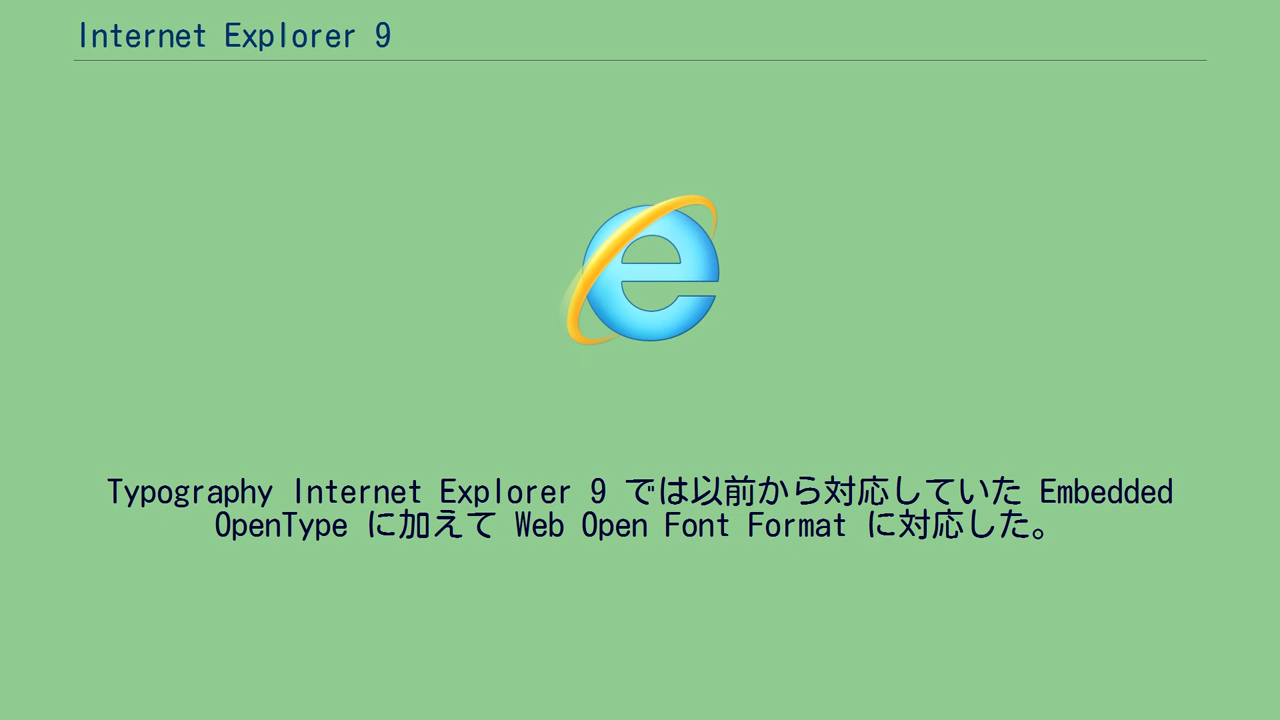 Internet Explorer 9
Typography Internet Explorer 9 では以前から対応していた Embedded
OpenType に加えて Web Open Font Format に対応した。